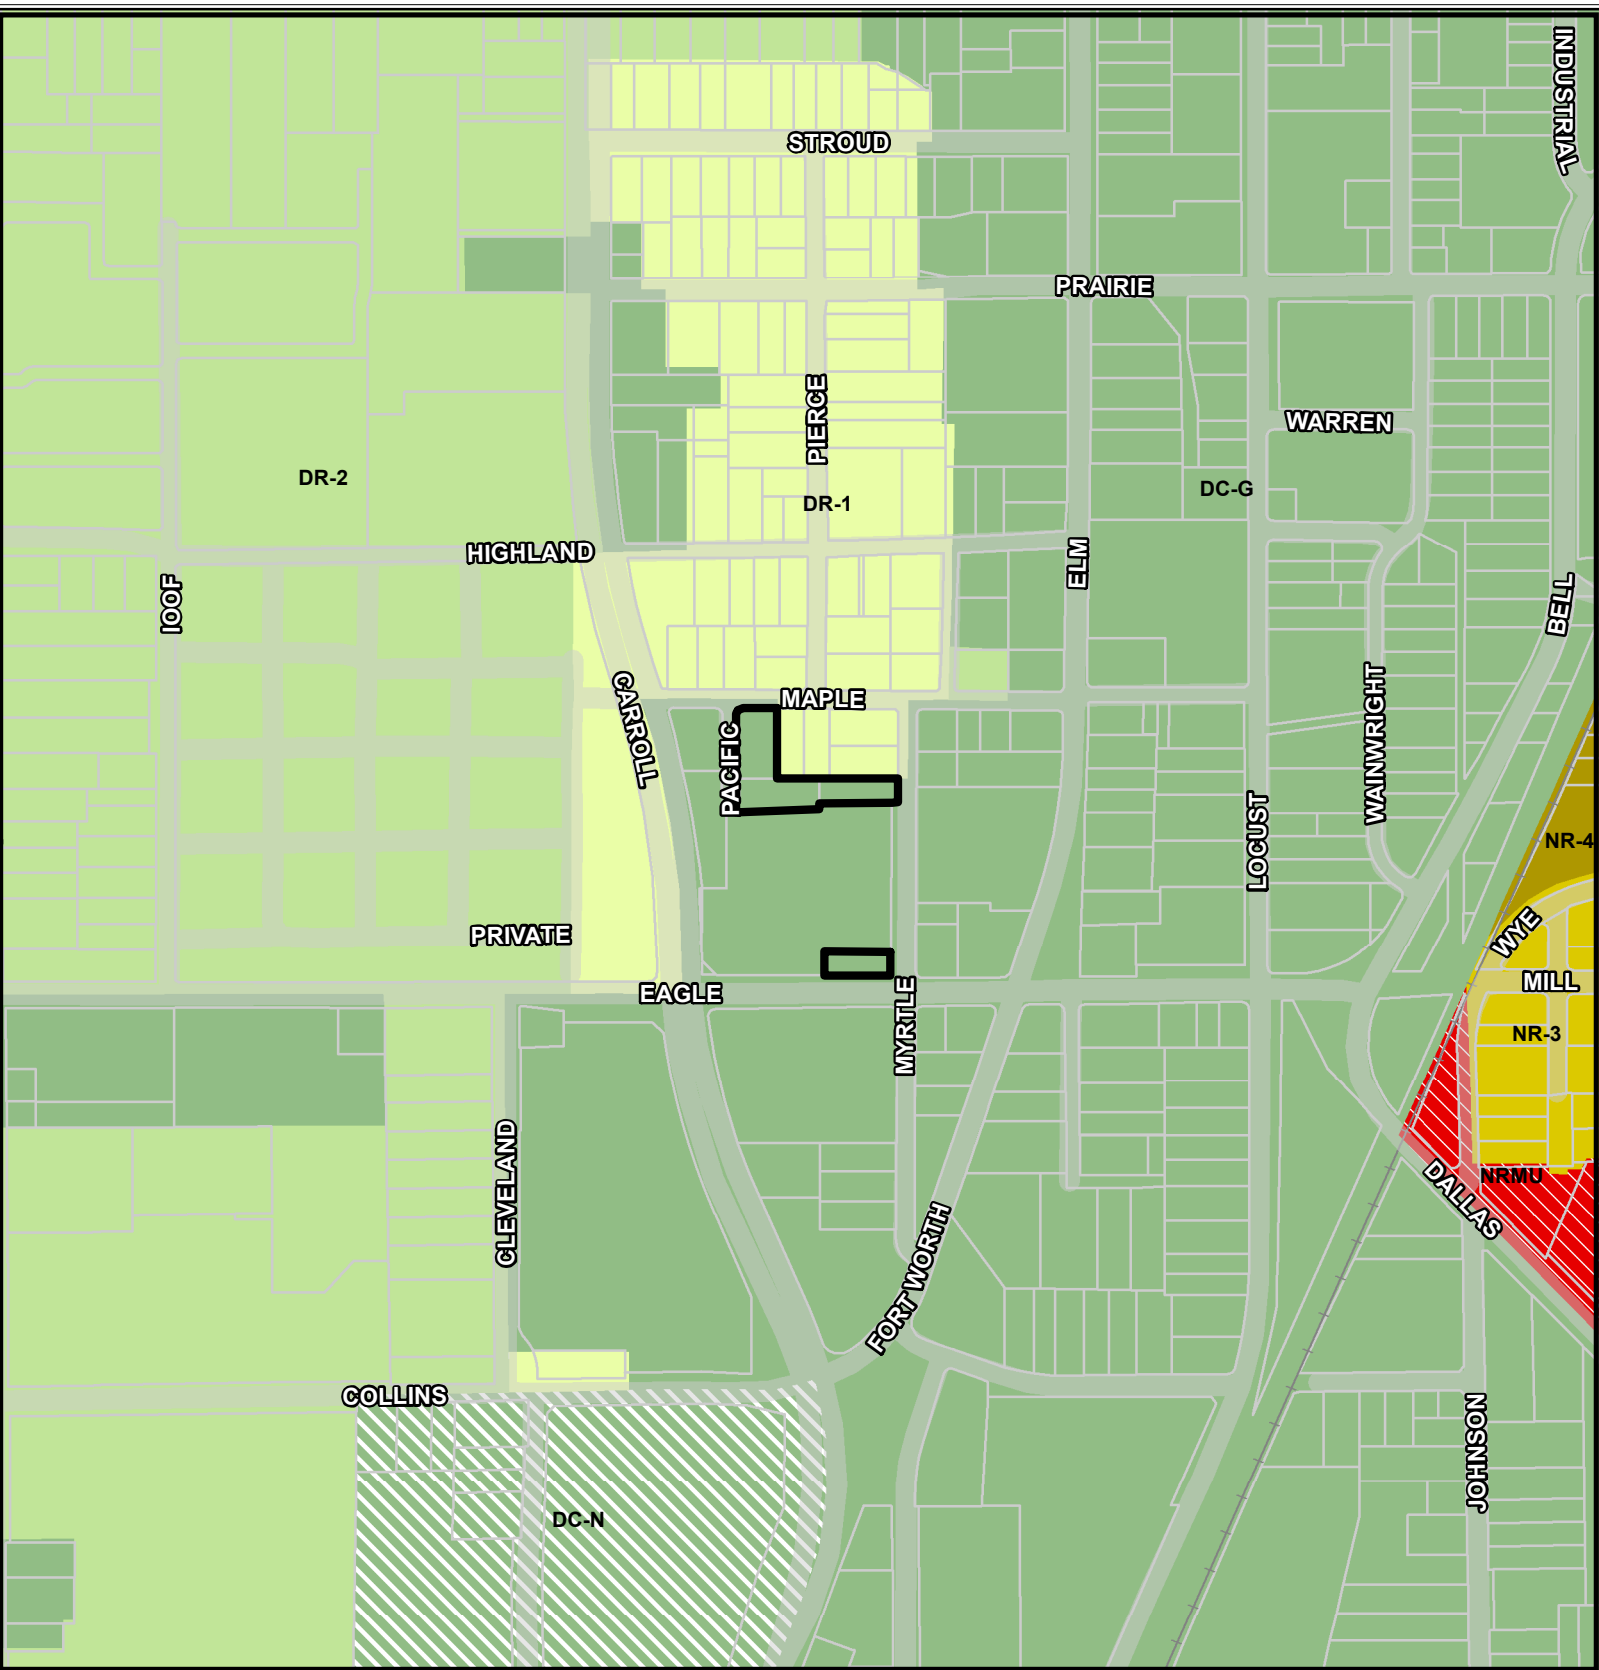 INDUSTRIAL
STROUD
PRAIRIE
PIERCE
WARREN
DR-2
DR-1
DC-G
HIGHLAND
ELM
IOOF
BELL
MAPLE
CARROLL
PACIFIC
WAINWRIGHT
LOCUST
NR-4
PRIVATE
WYE
EAGLE
MILL
MYRTLE
NR-3
CLEVELAND
NRMU
DALLAS
FORT WORTH
COLLINS
JOHNSON
DC-N